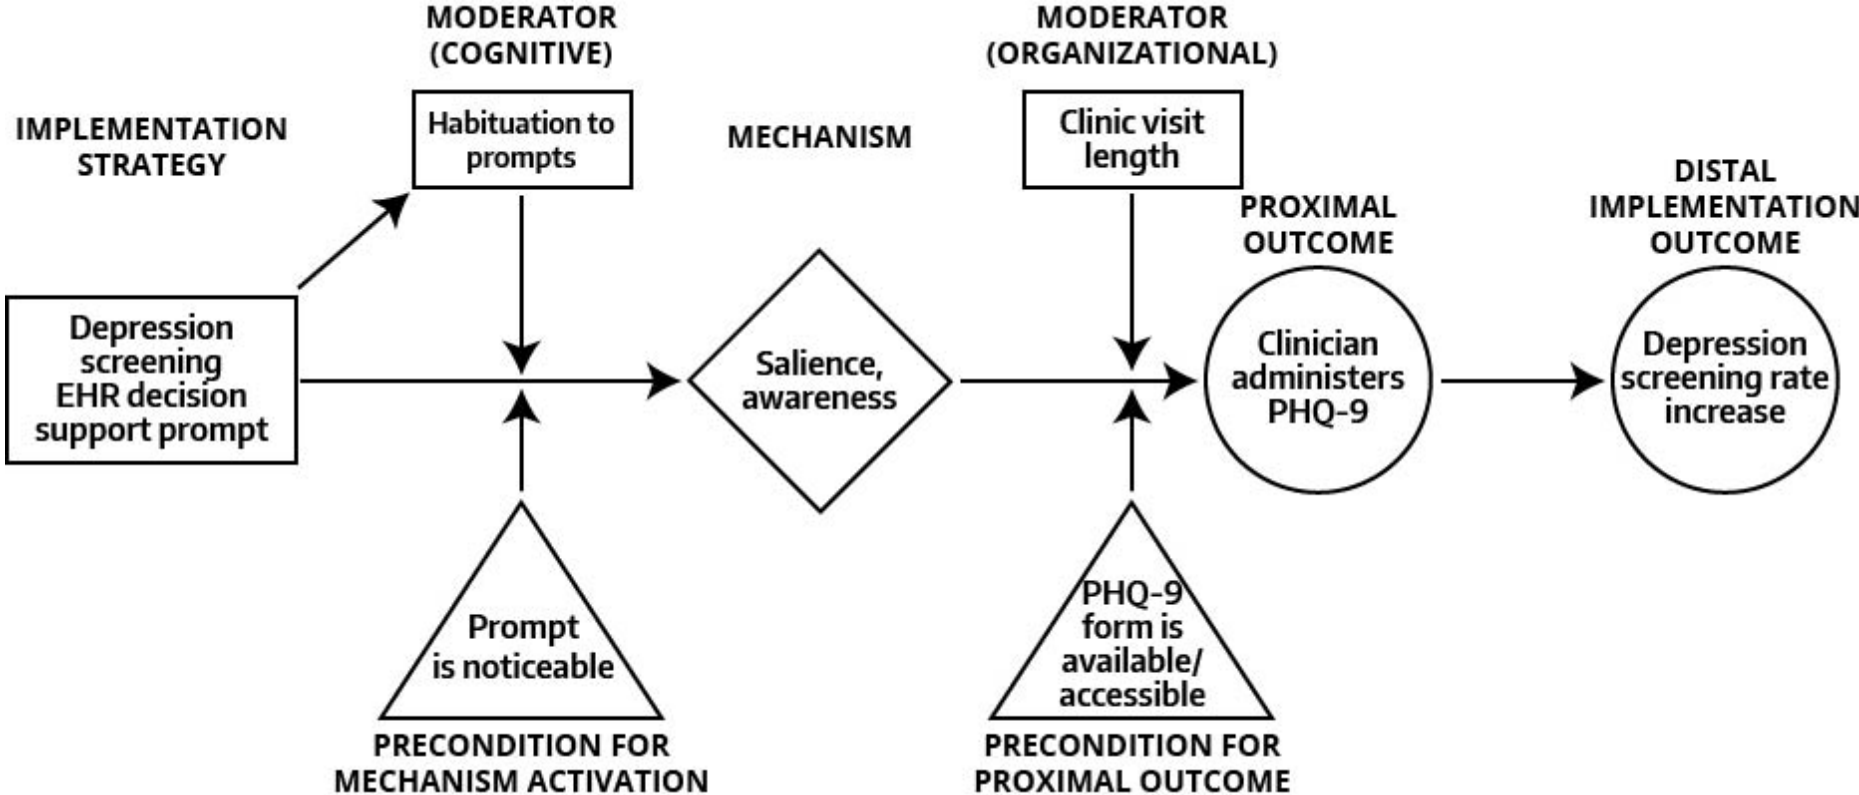 MODERATOR
(COGNITIVE)
MODERATOR
(ORGANIZATIONAL)
IMPLEMENTATION
STRATEGY
Habituation to
prompts
MECHANISM
Clinic visit
length
PROXIMAL
OUTCOME
DISTAL
IMPLEMENTATION
OUTCOME
Depression
screening
EHR decision
support prompt
Salience,
awareness
Clinician
administers
PHQ-9
Depression
screening rate
increase
Prompt
is noticeable
PHQ-9
form is
available/
accessible
PRECONDITION FOR
MECHANISM ACTIVATION
PRECONDITION FOR
PROXIMAL OUTCOME